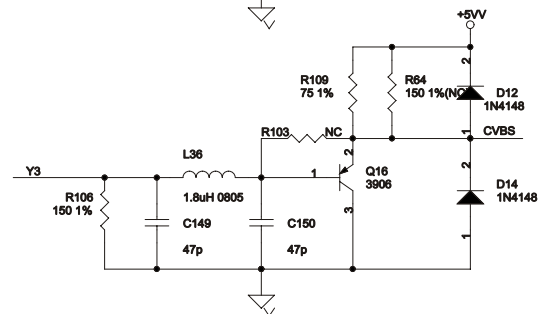 +5VV
R109
75 1%
R64
150 1%(NC)
2
D12
1N4148
1
R103
NC
CVBS
Y3
L36
1.8uH 0805
1
2
Q16
3906
3
2
D14
1N4148
1
R106
150 1%
C149
47p
C150
47p